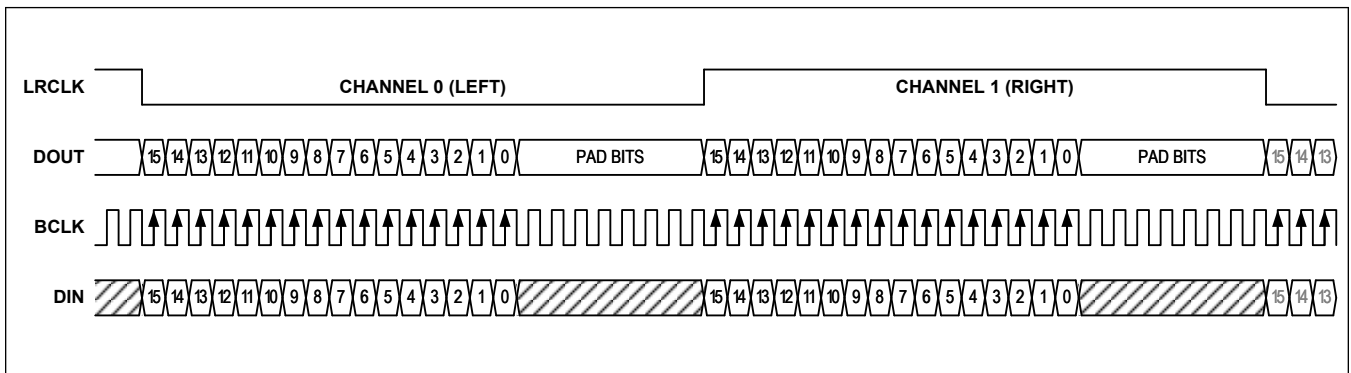 LRCLK CHANNEL 0 (LEFT) CHANNEL 1 (RIGHT)
DOUT 15 14 13 12 11 10 9 8 7 6 5 4 3 2 1 0 PAD BITS 15 14 13 12 11 10 9 8 7 6 5 4 3 2 1 0 PAD BITS 15 14 13
BCLK
DIN 15 14 13 12 11 10 9 8 7 6 5 4 3 2 1 0 15 14 13 12 11 10 9 8 7 6 5 4 3 2 1 0 15 14 13